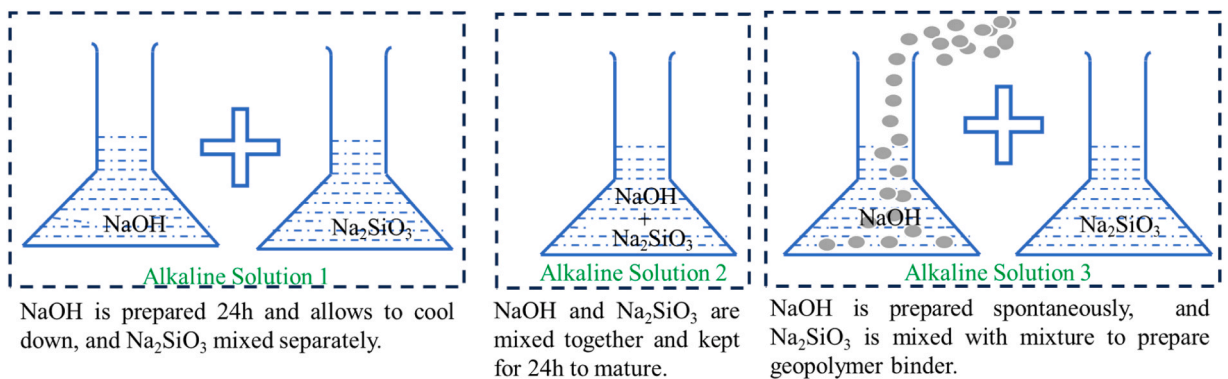 NaOH
Na₂SiO₃
Alkaline Solution 1
NaOH is prepared 24h and allows to cool
down, and Na₂SiO₃ mixed separately.
NaOH
+
Na₂SiO₃
Alkaline Solution 2
NaOH and Na₂SiO₃ are
mixed together and kept
for 24h to mature.
NaOH
Na₂SiO₃
Alkaline Solution 3
NaOH is prepared spontaneously, and
Na₂SiO₃ is mixed with mixture to prepare
geopolymer binder.